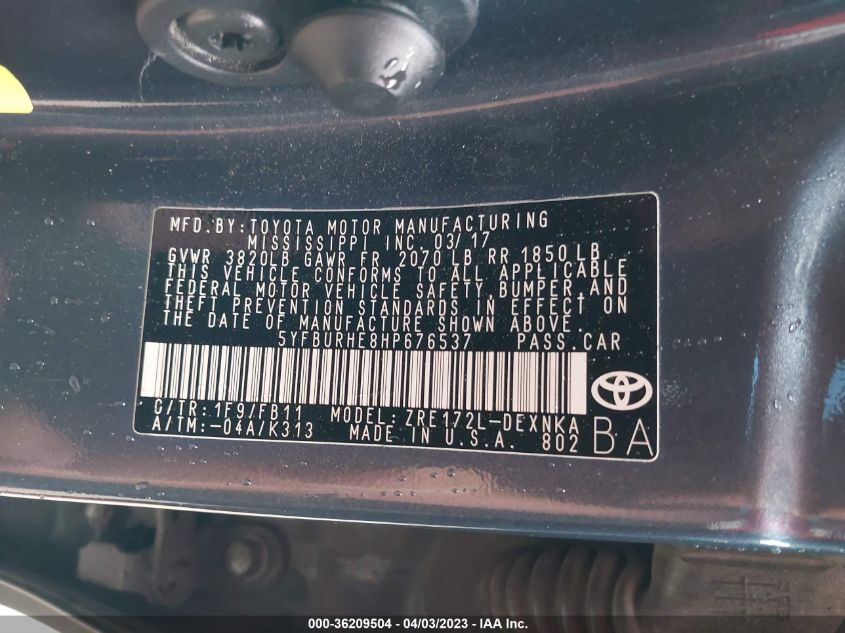 MFD.BY:TOYOTA MOTOR MANUFACTURING
MISSISSIPPI INC. 03/17
GVWR 3820LB GAWR FR 2070LB RR 1850LB
THIS VEHICLE CONFORMS TO ALL APPLICABLE
FEDERAL MOTOR VEHICLE SAFETY, BUMPER, AND
THEFT PREVENTION STANDARDS IN EFFECT ON
THE DATE OF MANUFACTURE SHOWN ABOVE.
5YFBURHE8HP676537 PASS.CAR
C/TR:1F9/FB11 MODEL:ZRE172L-DEXNKA
A/TM:-04A/K313 MADE IN U.S.A. 802 BA
000-36209504 - 04/03/2023 - IAA Inc.